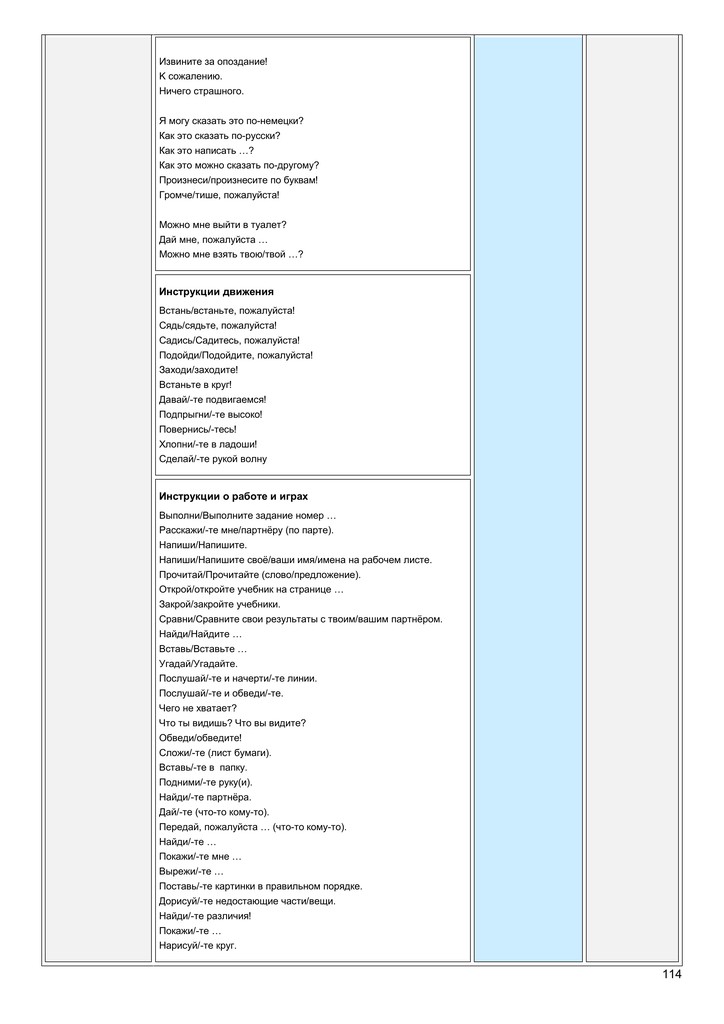 Извините за опоздание!
К сожалению.
Ничего страшного.
Я могу сказать это по-немецки?
Как это сказать по-русски?
Как это написать …?
Как это можно сказать по-другому?
Произнеси/произнесите по буквам!
Громче/тише, пожалуйста!
Можно мне выйти в туалет?
Дай мне, пожалуйста …
Можно мне взять твою/твой …?
Инструкции движения
Встань/встаньте, пожалуйста!
Сядь/сядьте, пожалуйста!
Садись/Садитесь, пожалуйста!
Подойди/Подойдите, пожалуйста!
Заходи/заходите!
Встаньте в круг!
Давай/-те подвигаемся!
Подпрыгни/-те высоко!
Повернись/-тесь!
Хлопни/-те в ладоши!
Сделай/-те рукой волну
Инструкции о работе и играх
Выполни/Выполните задание номер …
Расскажи/-те мне/партнёру (по парте).
Напиши/Напишите.
Напиши/Напишите своё/ваши имя/имена на рабочем листе.
Прочитай/Прочитайте (слово/предложение).
Открой/откройте учебник на странице …
Закрой/закройте учебники.
Сравни/Сравните свои результаты с твоим/вашим партнёром.
Найди/Найдите …
Вставь/Вставьте …
Угадай/Угадайте.
Послушай/-те и начерти/-те линии.
Послушай/-те и обведи/-те.
Чего не хватает?
Что ты видишь? Что вы видите?
Обведи/обведите!
Сложи/-те (лист бумаги).
Вставь/-те в папку.
Подними/-те руку(и).
Найди/-те партнёра.
Дай/-те (что-то кому-то).
Передай, пожалуйста … (что-то кому-то).
Найди/-те …
Покажи/-те мне …
Вырежи/-те …
Поставь/-те картинки в правильном порядке.
Дорисуй/-те недостающие части/вещи.
Найди/-те различия!
Покажи/-те …
Нарисуй/-те круг.
114